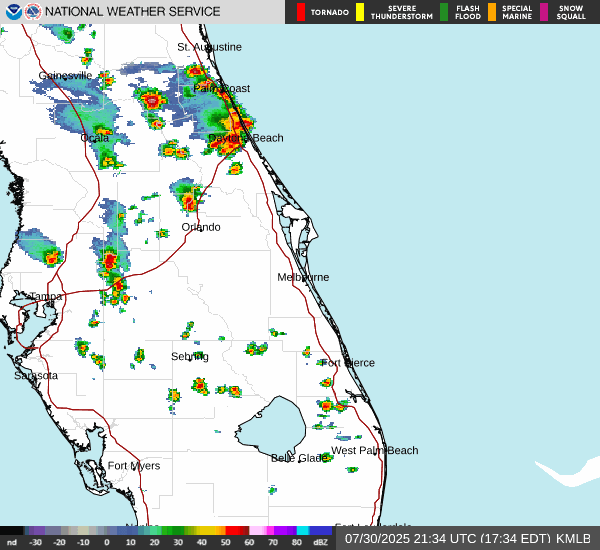 NATIONAL WEATHER SERVICE
TORNADO
SEVERE
THUNDERSTORM
FLASH
FLOOD
SPECIAL
MARINE
SNOW
SQUALL
St. Augustine
Gainesville
Palm Coast
Ocala
Daytona Beach
Orlando
Melbourne
Tampa
Sebring
Fort Pierce
Sarasota
West Palm Beach
Belle Glade
Fort Myers
nd -30 -20 -10 0 10 20 30 40 50 60 70 80 dBZ
07/30/2025 21:34 UTC (17:34 EDT) KMLB